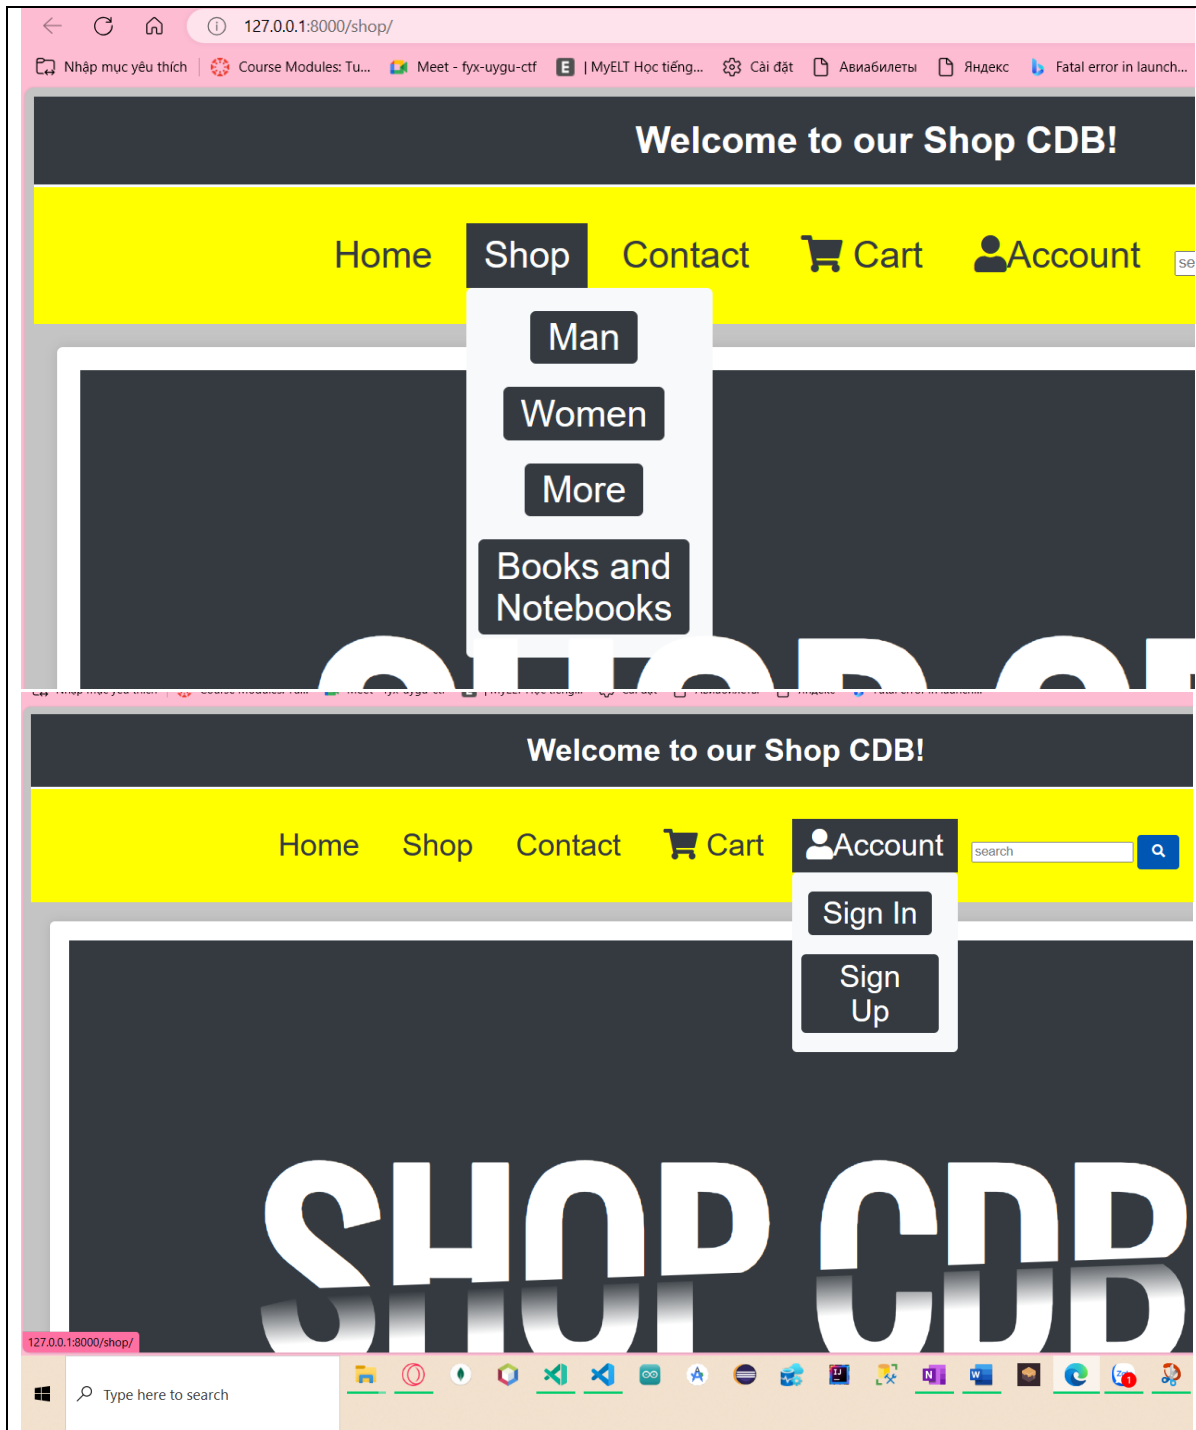 127.0.0.1:8000/shop/
Nhập mục yêu thích Course Modules: Tu... Meet - fyx-uygu-ctf | MyELT Học tiếng... Cài đặt Авиабилеты Яндекс Fatal error in launch...
Welcome to our Shop CDB!
Home Shop Contact Cart Account se
Man
Women
More
Books and
Notebooks
SHOP
Welcome to our Shop CDB!
Home Shop Contact Cart Account search
Sign In
Sign
Up
SHOP CDB
127.0.0.1:8000/shop/
Type here to search